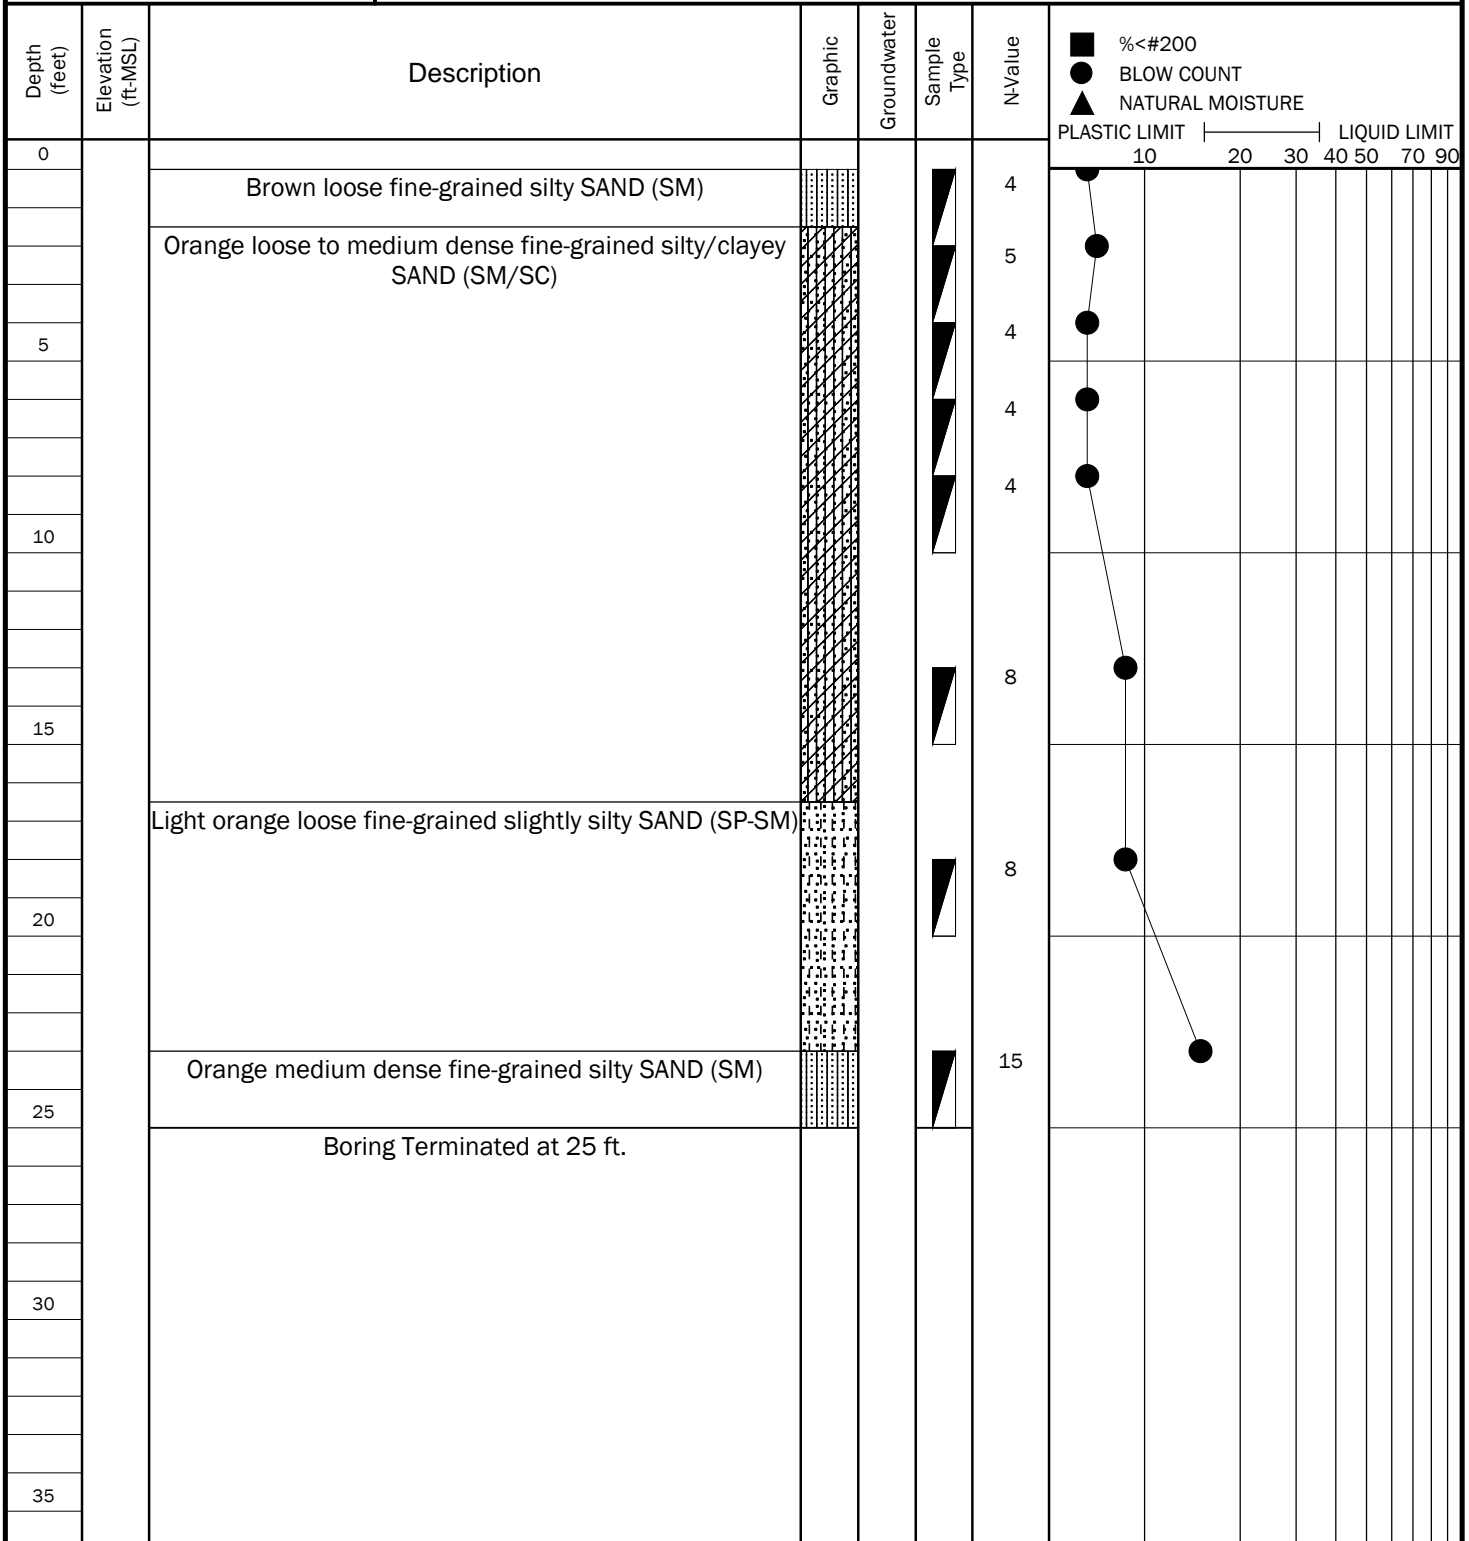 Depth
(feet)
Elevation
(ft-MSL)
Description
Graphic
Groundwater
Sample
Type
N-Value
%<#200
BLOW COUNT
NATURAL MOISTURE
PLASTIC LIMIT LIQUID LIMIT
10 20 30 40 50 70 90
0
Brown loose fine-grained silty SAND (SM)
4
Orange loose to medium dense fine-grained silty/clayey
SAND (SM/SC)
5
5
4
4
4
10
8
15
Light orange loose fine-grained slightly silty SAND (SP-SM)
8
20
Orange medium dense fine-grained silty SAND (SM)
15
25
Boring Terminated at 25 ft.
30
35